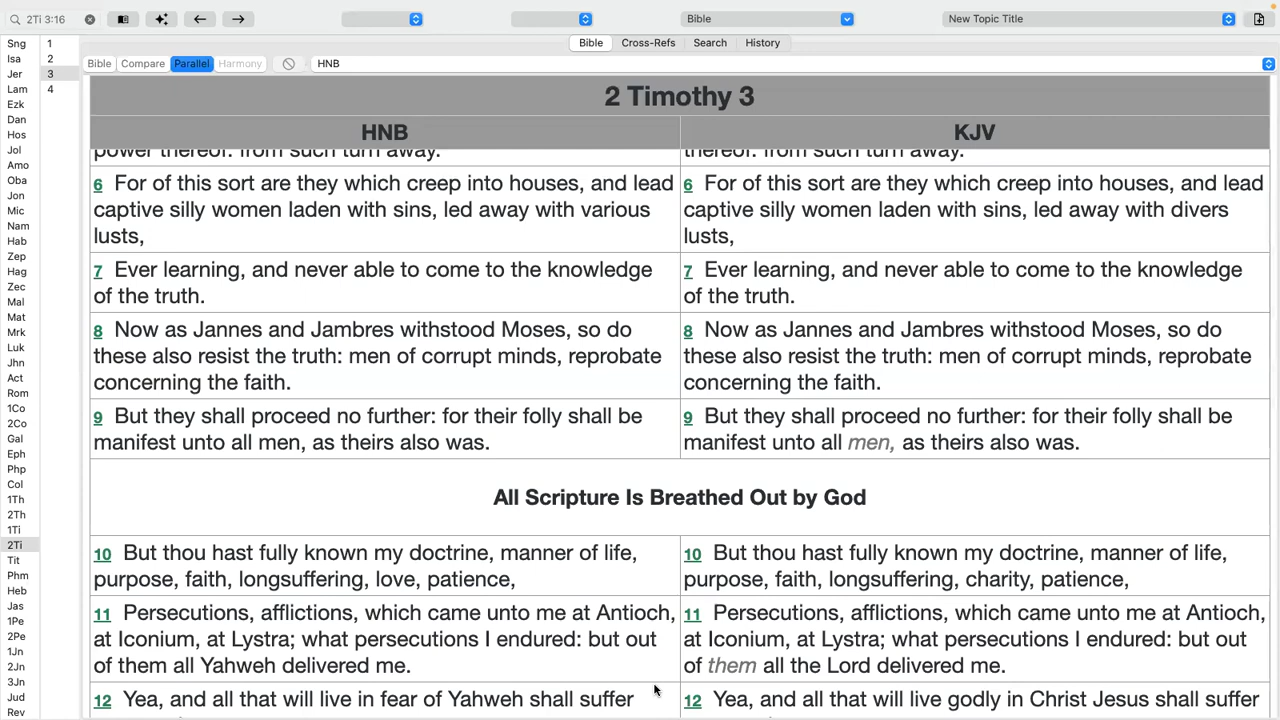 2Ti 3:16
Bible
New Topic Title
Bible Cross-Refs Search History
Bible Compare Parallel Harmony HNB
Sng
Isa
Jer
Lam
Ezk
Dan
Hos
Jol
Amo
Oba
Jon
Mic
Nam
Hab
Zep
Hag
Zec
Mal
Mat
Mrk
Luk
Jhn
Act
Rom
1Co
2Co
Gal
Eph
Php
Col
1Th
2Th
1Ti
2Ti
Tit
Phm
Heb
Jas
1Pe
2Pe
1Jn
2Jn
3Jn
Jud
Rev
1
2
3
4
2 Timothy 3
HNB
power thereof: from such turn away.
6 For of this sort are they which creep into houses, and lead
captive silly women laden with sins, led away with various
lusts,
7 Ever learning, and never able to come to the knowledge
of the truth.
8 Now as Jannes and Jambres withstood Moses, so do
these also resist the truth: men of corrupt minds, reprobate
concerning the faith.
9 But they shall proceed no further: for their folly shall be
manifest unto all men, as theirs also was.
KJV
thereof: from such turn away.
6 For of this sort are they which creep into houses, and lead
captive silly women laden with sins, led away with divers
lusts,
7 Ever learning, and never able to come to the knowledge
of the truth.
8 Now as Jannes and Jambres withstood Moses, so do
these also resist the truth: men of corrupt minds, reprobate
concerning the faith.
9 But they shall proceed no further: for their folly shall be
manifest unto all men, as theirs also was.
All Scripture Is Breathed Out by God
10 But thou hast fully known my doctrine, manner of life,
purpose, faith, longsuffering, love, patience,
11 Persecutions, afflictions, which came unto me at Antioch,
at Iconium, at Lystra; what persecutions I endured: but out
of them all Yahweh delivered me.
12 Yea, and all that will live in fear of Yahweh shall suffer
10 But thou hast fully known my doctrine, manner of life,
purpose, faith, longsuffering, charity, patience,
11 Persecutions, afflictions, which came unto me at Antioch,
at Iconium, at Lystra; what persecutions I endured: but out
of them all the Lord delivered me.
12 Yea, and all that will live godly in Christ Jesus shall suffer